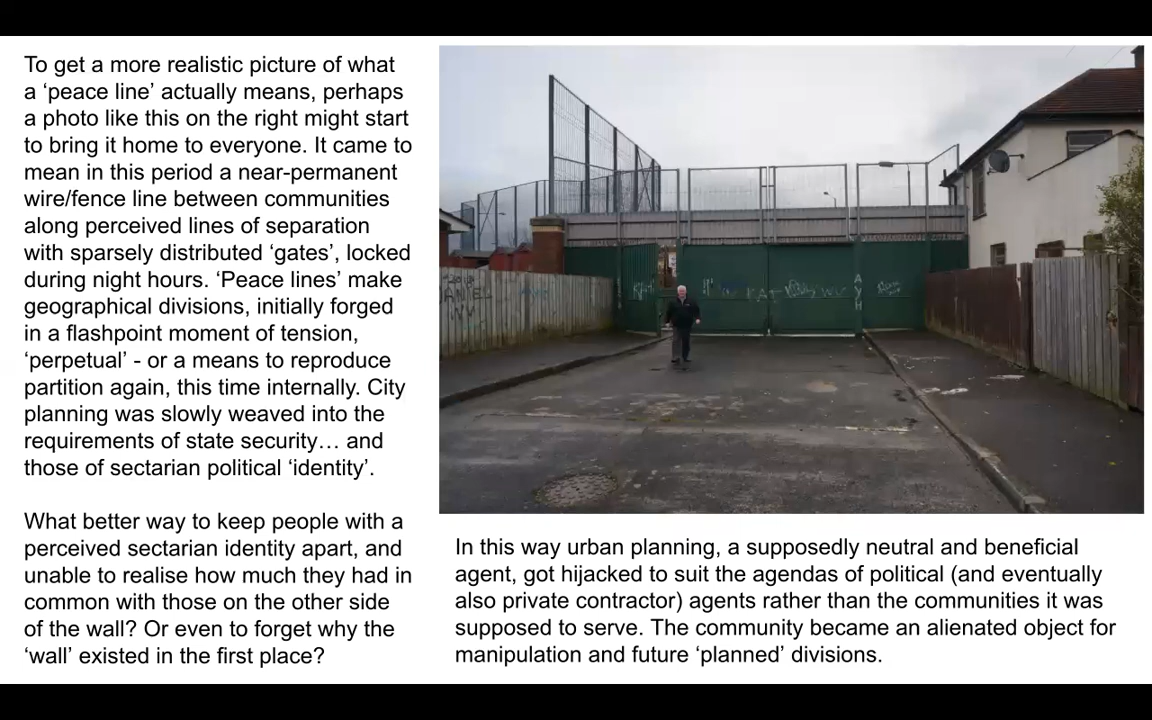 To get a more realistic picture of what
a ‘peace line’ actually means, perhaps
a photo like this on the right might start
to bring it home to everyone. It came to
mean in this period a near-permanent
wire/fence line between communities
along perceived lines of separation
with sparsely distributed ‘gates’, locked
during night hours. ‘Peace lines’ make
geographical divisions, initially forged
in a flashpoint moment of tension,
‘perpetual’ - or a means to reproduce
partition again, this time internally. City
planning was slowly weaved into the
requirements of state security… and
those of sectarian political ‘identity’.
What better way to keep people with a
perceived sectarian identity apart, and
unable to realise how much they had in
common with those on the other side
of the wall? Or even to forget why the
‘wall’ existed in the first place?
KAT
In this way urban planning, a supposedly neutral and beneficial
agent, got hijacked to suit the agendas of political (and eventually
also private contractor) agents rather than the communities it was
supposed to serve. The community became an alienated object for
manipulation and future ‘planned’ divisions.